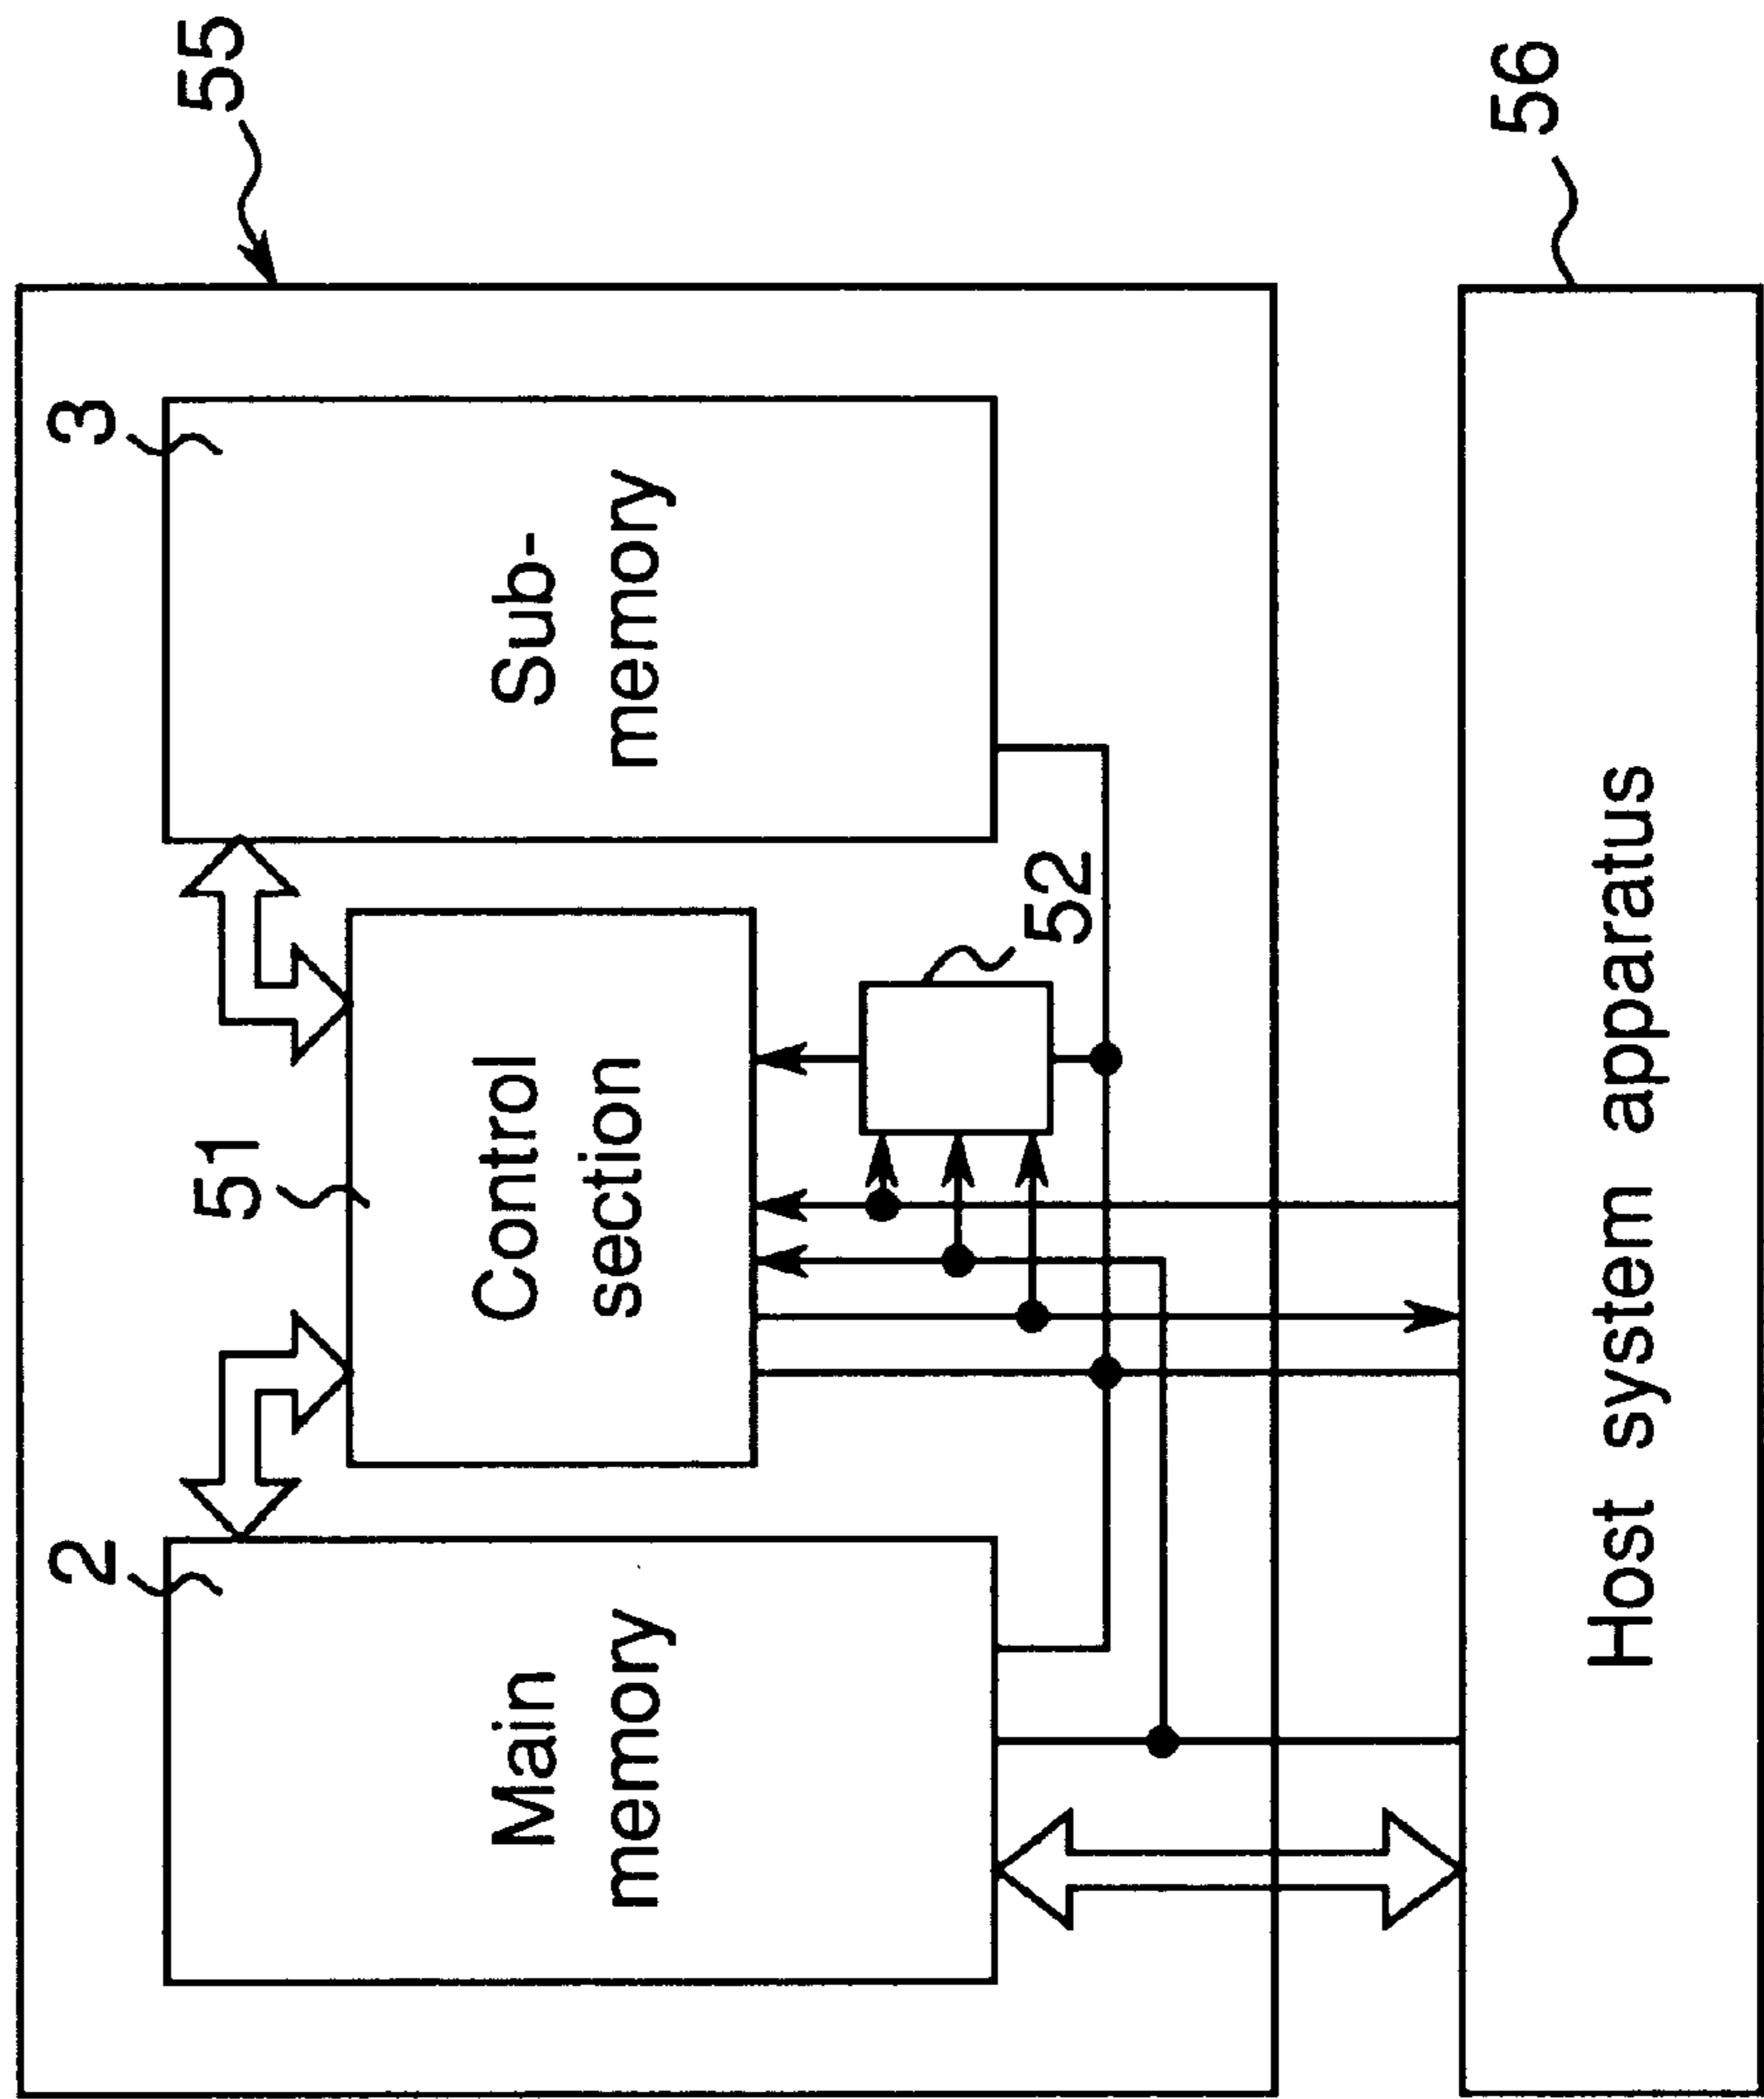 55
2
51
3
Main
memory
Control
section
Sub-
memory
52
56
Host system apparatus